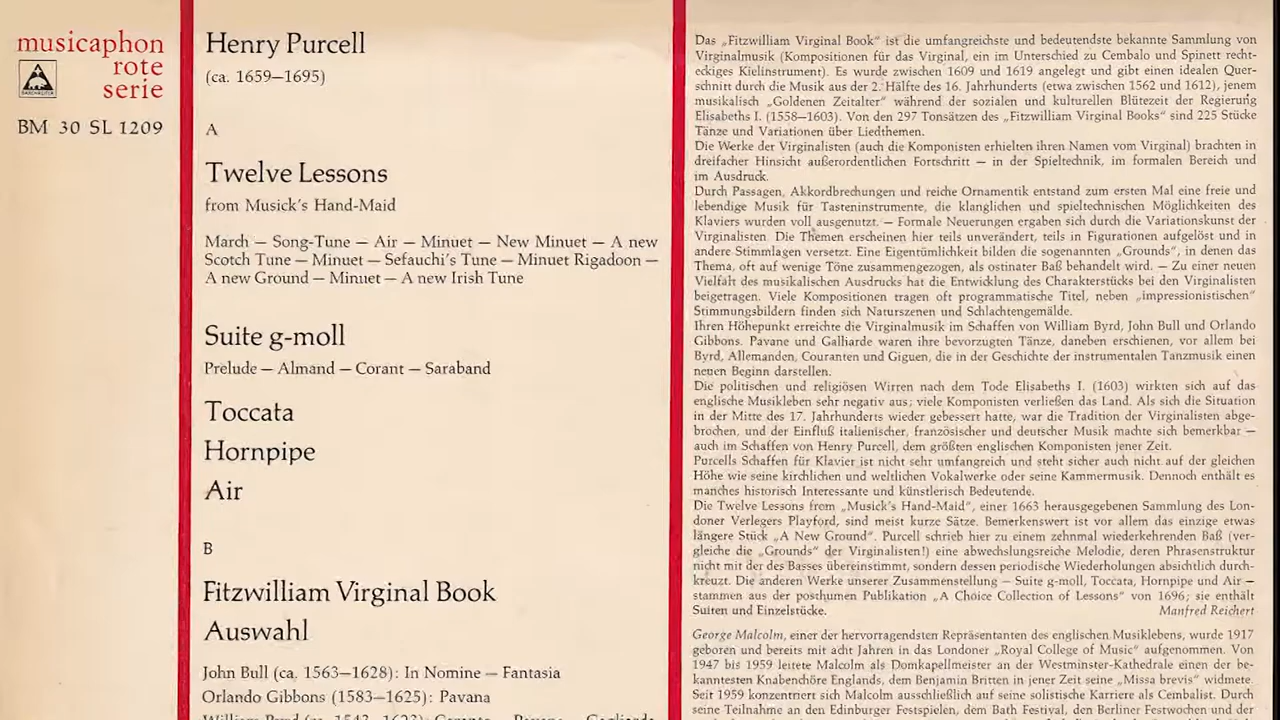 musicaphon
rote
serie
BÄRENREITER
BM 30 SL 1209
Henry Purcell
(ca. 1659—1695)
A
Twelve Lessons
from Musick's Hand-Maid
March — Song-Tune — Air — Minuet — New Minuet — A new
Scotch Tune — Minuet — Sefauchi's Tune — Minuet Rigadoon —
A new Ground — Minuet — A new Irish Tune
Suite g-moll
Prelude — Almand — Corant — Saraband
Toccata
Hornpipe
Air
B
Fitzwilliam Virginal Book
Auswahl
John Bull (ca. 1563—1628): In Nomine — Fantasia
Orlando Gibbons (1583—1625): Pavana
Das „Fitzwilliam Virginal Book“ ist die umfangreichste und bedeutendste bekannte Sammlung von
Virginalmusik (Kompositionen für das Virginal, ein im Unterschied zu Cembalo und Spinett recht-
eckiges Kielinstrument). Es wurde zwischen 1609 und 1619 angelegt und gibt einen idealen Quer-
schnitt durch die Musik aus der 2. Hälfte des 16. Jahrhunderts (etwa zwischen 1562 und 1612), jenem
musikalisch „Goldenen Zeitalter“ während der sozialen und kulturellen Blütezeit der Regierung
Elisabeths I. (1558—1603). Von den 297 Tonsätzen des „Fitzwilliam Virginal Books“ sind 225 Stücke
Tänze und Variationen über Liedthemen.
Die Werke der Virginalisten (auch die Komponisten erhielten ihren Namen vom Virginal) brachten in
dreifacher Hinsicht außerordentlichen Fortschritt — in der Spieltechnik, im formalen Bereich und
im Ausdruck.
Durch Passagen, Akkordbrechungen und reiche Ornamentik entstand zum ersten Mal eine freie und
lebendige Musik für Tasteninstrumente, die klanglichen und spieltechnischen Möglichkeiten des
Klaviers wurden voll ausgenutzt. — Formale Neuerungen ergaben sich durch die Variationskunst der
Virginalisten. Die Themen erscheinen hier teils unverändert, teils in Figurationen aufgelöst und in
andere Stimmlagen versetzt. Eine Eigentümlichkeit bilden die sogenannten „Grounds“, in denen das
Thema, oft auf wenige Töne zusammengezogen, als ostinater Baß behandelt wird. — Zu einer neuen
Vielfalt des musikalischen Ausdrucks hat die Entwicklung des Charakterstücks bei den Virginalisten
beigetragen. Viele Kompositionen tragen oft programmatische Titel, neben „impressionistischen“
Stimmungsbildern finden sich Naturszenen und Schlachtengemälde.
Ihren Höhepunkt erreichte die Virginalmusik im Schaffen von William Byrd, John Bull und Orlando
Gibbons. Pavane und Galliarde waren ihre bevorzugten Tänze, daneben erschienen, vor allem bei
Byrd, Allemanden, Couranten und Giguen, die in der Geschichte der instrumentalen Tanzmusik einen
neuen Beginn darstellen.
Die politischen und religiösen Wirren nach dem Tode Elisabeths I. (1603) wirkten sich auf das
englische Musikleben sehr negativ aus; viele Komponisten verließen das Land. Als sich die Situation
in der Mitte des 17. Jahrhunderts wieder gebessert hatte, war die Tradition der Virginalisten abge-
brochen, und der Einfluß italienischer, französischer und deutscher Musik machte sich bemerkbar —
auch im Schaffen von Henry Purcell, dem größten englischen Komponisten jener Zeit.
Purcells Schaffen für Klavier ist nicht sehr umfangreich und steht sicher auch nicht auf der gleichen
Höhe wie seine kirchlichen und weltlichen Vokalwerke oder seine Kammermusik. Dennoch enthält es
manches historisch Interessante und künstlerisch Bedeutende.
Die Twelve Lessons from „Musick's Hand-Maid“, einer 1663 herausgegebenen Sammlung des Lon-
doner Verlegers Playford, sind meist kurze Sätze. Bemerkenswert ist vor allem das einzige etwas
längere Stück „A New Ground“. Purcell schrieb hier zu einem zehnmal wiederkehrenden Baß (ver-
gleiche die „Grounds“ der Virginalisten!) eine abwechslungsreiche Melodie, deren Phrasenstruktur
nicht mit der des Basses übereinstimmt, sondern dessen periodische Wiederholungen absichtlich durch-
kreuzt. Die anderen Werke unserer Zusammenstellung — Suite g-moll, Toccata, Hornpipe und Air —
stammen aus der posthumen Publikation „A Choice Collection of Lessons“ von 1696; sie enthält
Suiten und Einzelstücke. Manfred Reichert
George Malcolm, einer der hervorragendsten Repräsentanten des englischen Musiklebens, wurde 1917
geboren und bereits mit acht Jahren in das Londoner „Royal College of Music“ aufgenommen. Von
1947 bis 1959 leitete Malcolm als Domkapellmeister an der Westminster-Kathedrale einen der be-
kanntesten Knabenchöre Englands, dem Benjamin Britten in jener Zeit seine „Missa brevis“ widmete.
Seit 1959 konzentriert sich Malcolm ausschließlich auf seine solistische Karriere als Cembalist. Durch
seine Teilnahme an den Edinburger Festspielen, dem Bath Festival, den Berliner Festwochen und der